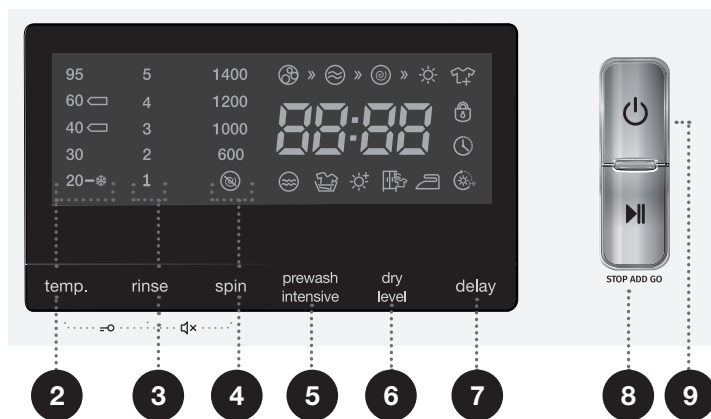 95 5 1400
60 4 1200
40 3 1000
30 2 600
20 1
88:88
temp. rinse spin prewash intensive dry level delay
STOP ADD GO
2 3 4 5 6 7 8 9